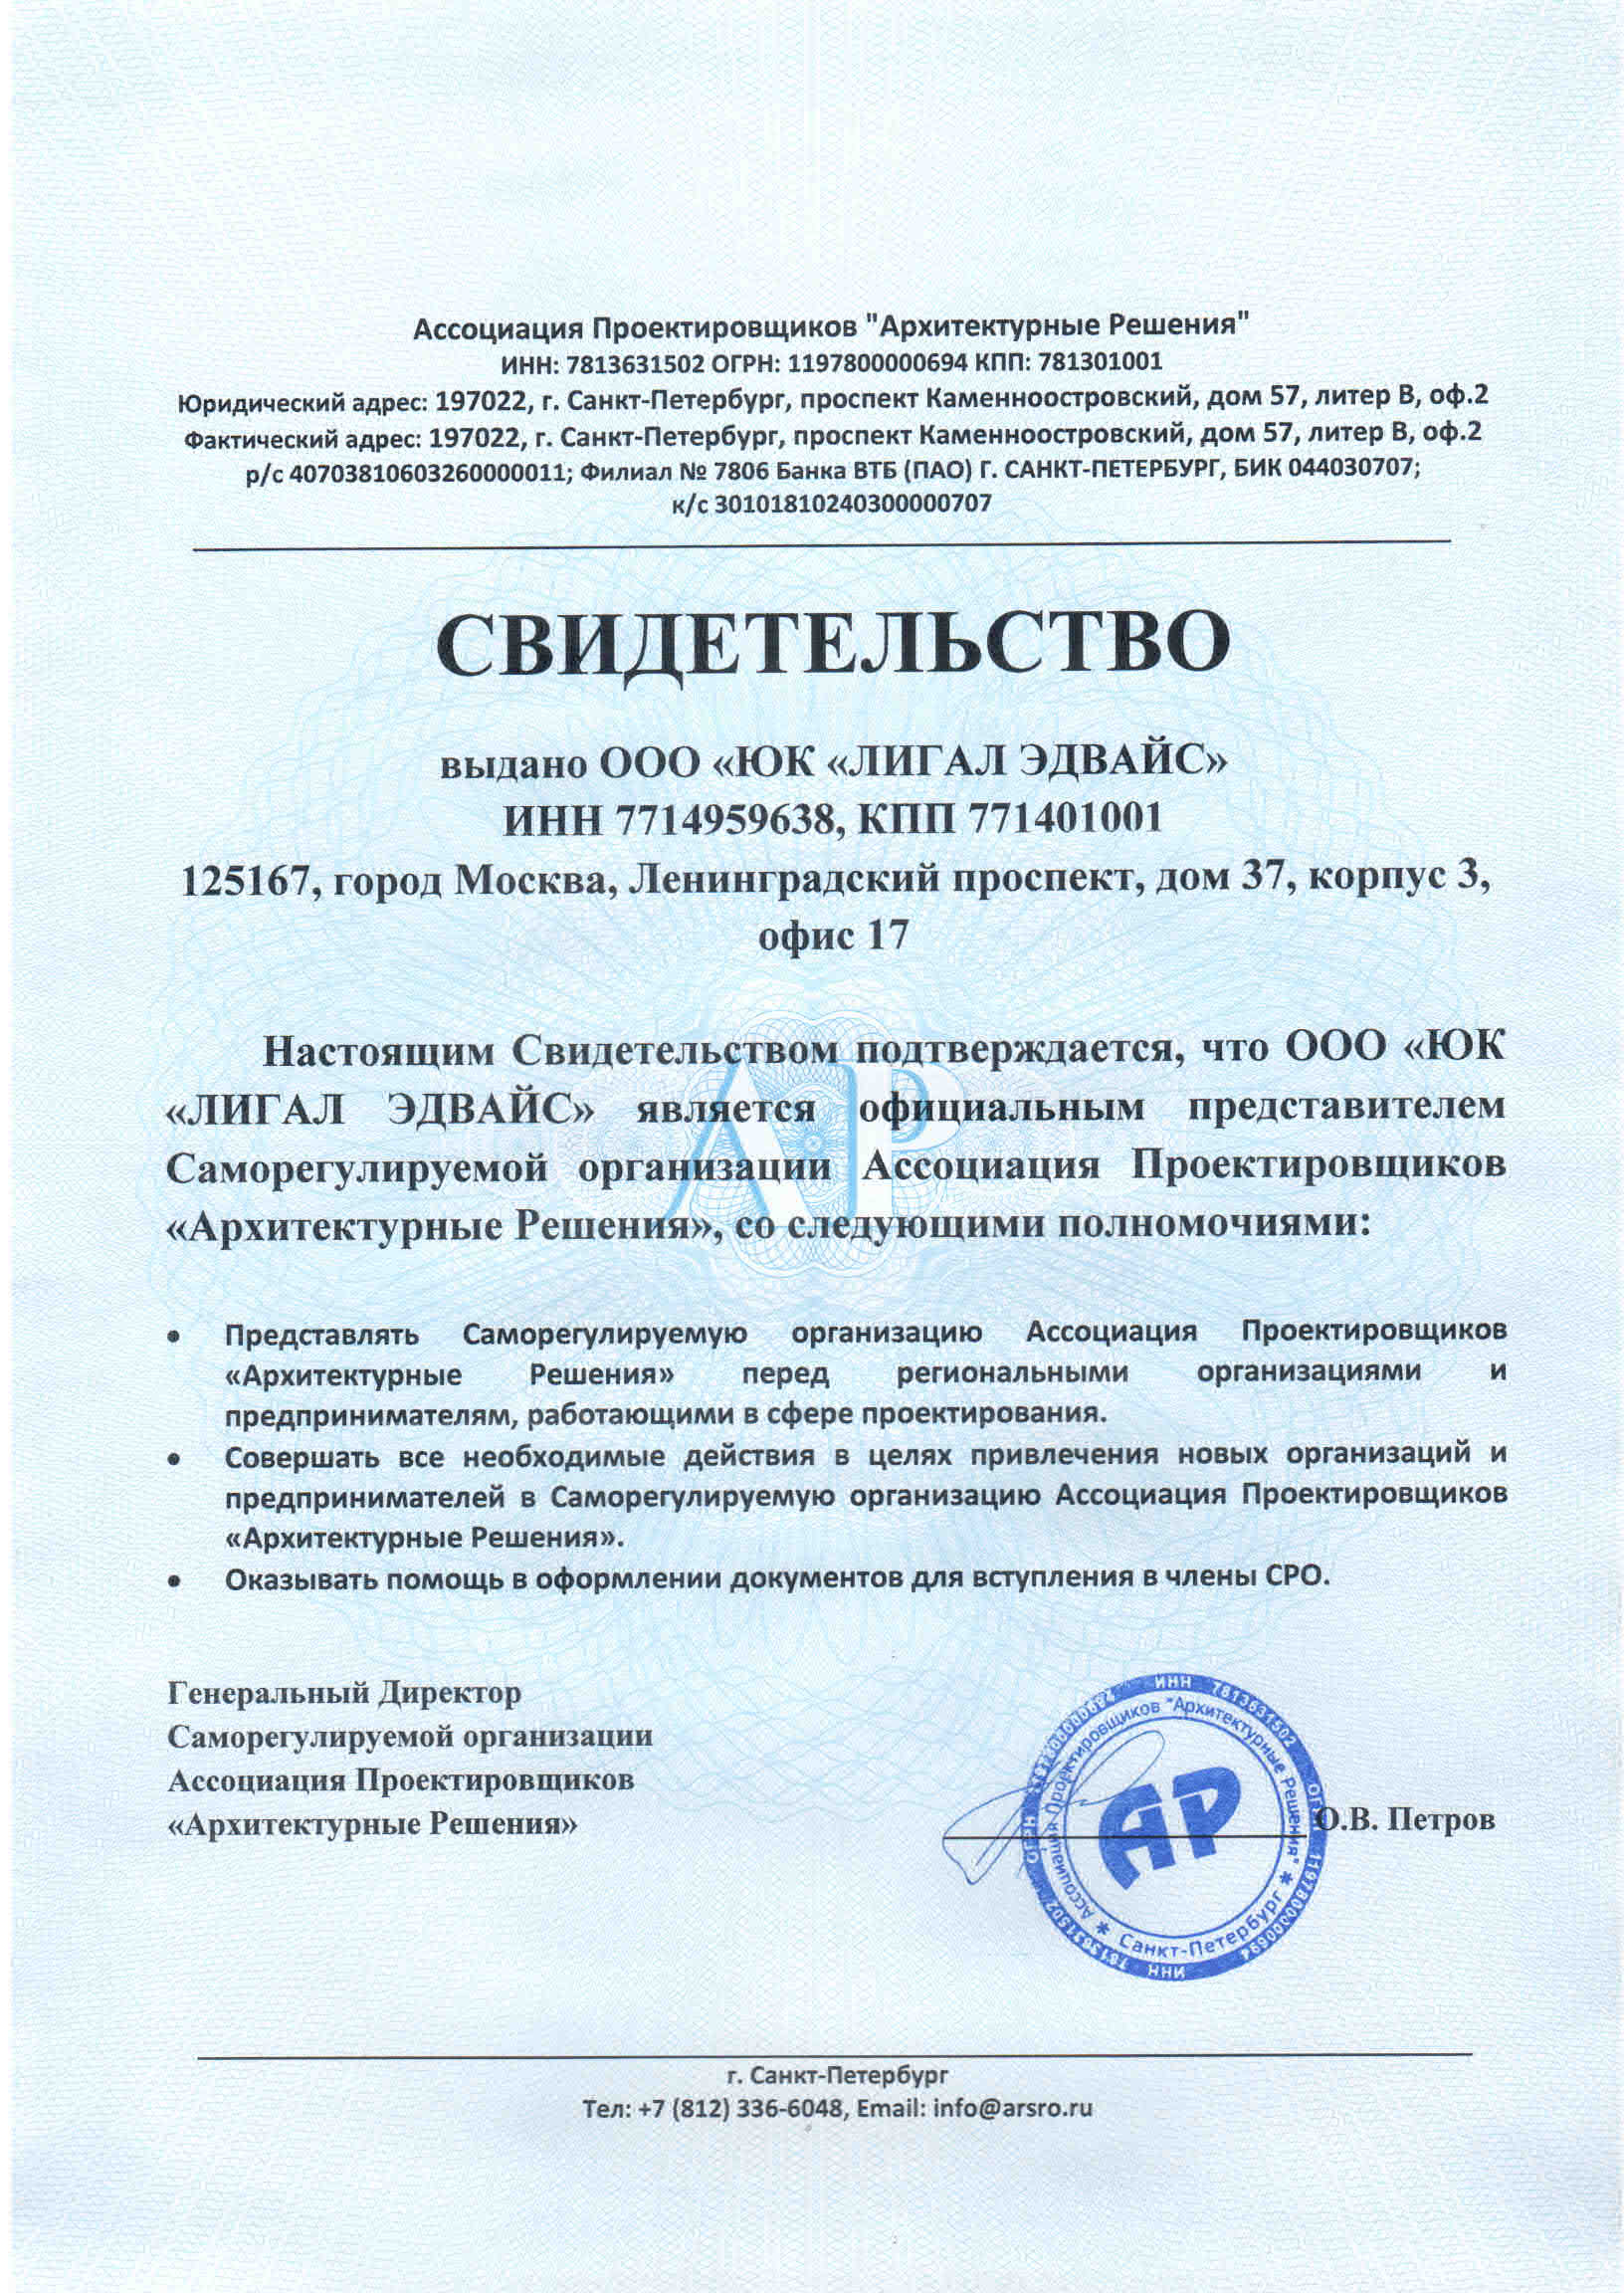 Ассоциация Проектировщиков "Архитектурные Решения"
ИНН: 7813631502 ОГРН: 1197800000694 КПП: 781301001
Юридический адрес: 197022, г. Санкт-Петербург, проспект Каменноостровский, дом 57, литер В, оф.2
Фактический адрес: 197022, г. Санкт-Петербург, проспект Каменноостровский, дом 57, литер В, оф.2
р/с 40703810603260000011; Филиал № 7806 Банка ВТБ (ПАО) Г. САНКТ-ПЕТЕРБУРГ, БИК 044030707;
к/с 30101810240300000707
СВИДЕТЕЛЬСТВО
выдано ООО «ЮК «ЛИГАЛ ЭДВАЙС»
ИНН 7714959638, КПП 771401001
125167, город Москва, Ленинградский проспект, дом 37, корпус 3,
офис 17
Настоящим Свидетельством подтверждается, что ООО «ЮК
«ЛИГАЛ ЭДВАЙС» является официальным представителем
Саморегулируемой организации Ассоциация Проектировщиков
«Архитектурные Решения», со следующими полномочиями:
АР
• Представлять Саморегулируемую организацию Ассоциация Проектировщиков
«Архитектурные Решения» перед региональными организациями и
предпринимателям, работающими в сфере проектирования.
• Совершать все необходимые действия в целях привлечения новых организаций и
предпринимателей в Саморегулируемую организацию Ассоциация Проектировщиков
«Архитектурные Решения».
• Оказывать помощь в оформлении документов для вступления в члены СРО.
Генеральный Директор
Саморегулируемой организации
Ассоциация Проектировщиков
«Архитектурные Решения»
О.В. Петров
ИНН 7813631502 ОГРН 1197800000694 ИНН 7813631502 ОГРН 1197800000694
Ассоциация Проектировщиков "Архитектурные Решения" * Санкт-Петербург *
АР
г. Санкт-Петербург
Тел: +7 (812) 336-6048, Email: info@arsro.ru